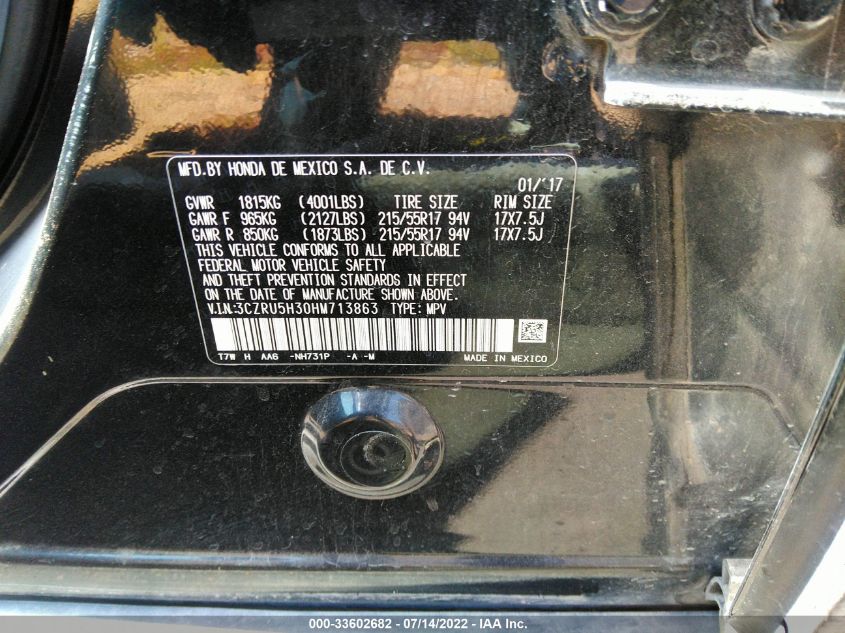 MFD.BY HONDA DE MEXICO S.A. DE C.V.
01/'17
GVWR 1815KG (4001LBS) TIRE SIZE RIM SIZE
GAWR F 965KG (2127LBS) 215/55R17 94V 17X7.5J
GAWR R 850KG (1873LBS) 215/55R17 94V 17X7.5J
THIS VEHICLE CONFORMS TO ALL APPLICABLE
FEDERAL MOTOR VEHICLE SAFETY
AND THEFT PREVENTION STANDARDS IN EFFECT
ON THE DATE OF MANUFACTURE SHOWN ABOVE.
V.I.N.:3CZRU5H30HM713863 TYPE: MPV
T7W H AA6 -NH731P -A -M MADE IN MEXICO
000-33602682 - 07/14/2022 - IAA Inc.